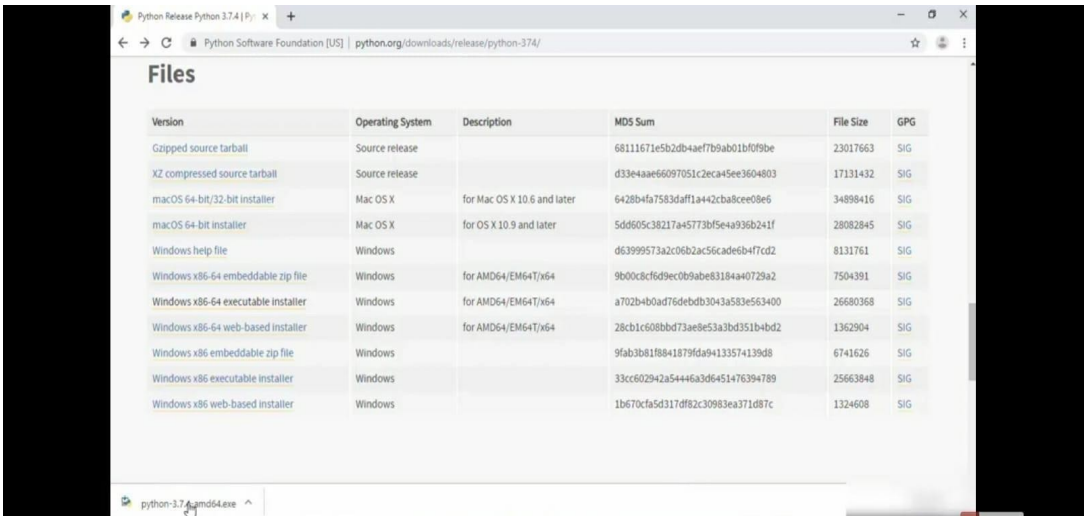 Python Release Python 3.7.4 | Py
Python Software Foundation [US] | python.org/downloads/release/python-374/
Files
Version Operating System Description MD5 Sum File Size GPG
Gzipped source tarball Source release 68111671e5b2db4aef7b9ab01bf0f9be 23017663 SIG
XZ compressed source tarball Source release d33e4aae66097051c2eca45ee3604803 17131432 SIG
macOS 64-bit/32-bit installer Mac OS X for Mac OS X 10.6 and later 6428b4fa7583daff1a442cba8cee08e6 34898416 SIG
macOS 64-bit installer Mac OS X for OS X 10.9 and later 5dd605c38217a45773bf5e4a936b241f 28082845 SIG
Windows help file Windows d63999573a2c06b2ac56cade6b4f7cd2 8131761 SIG
Windows x86-64 embeddable zip file Windows for AMD64/EM64T/x64 9b00c8cf6d9ec0b9abe83184a40729a2 7504391 SIG
Windows x86-64 executable installer Windows for AMD64/EM64T/x64 a702b4b0ad76debdb3043a583e563400 26680368 SIG
Windows x86-64 web-based installer Windows for AMD64/EM64T/x64 28cb1c608bbd73ae8e53a3bd351b4bd2 1362904 SIG
Windows x86 embeddable zip file Windows 9fab3b81f8841879fda94133574139d8 6741626 SIG
Windows x86 executable installer Windows 33cc602942a54446a3d6451476394789 25663848 SIG
Windows x86 web-based installer Windows 1b670cfa5d317df82c30983ea371d87c 1324608 SIG
python-3.7.4-amd64.exe